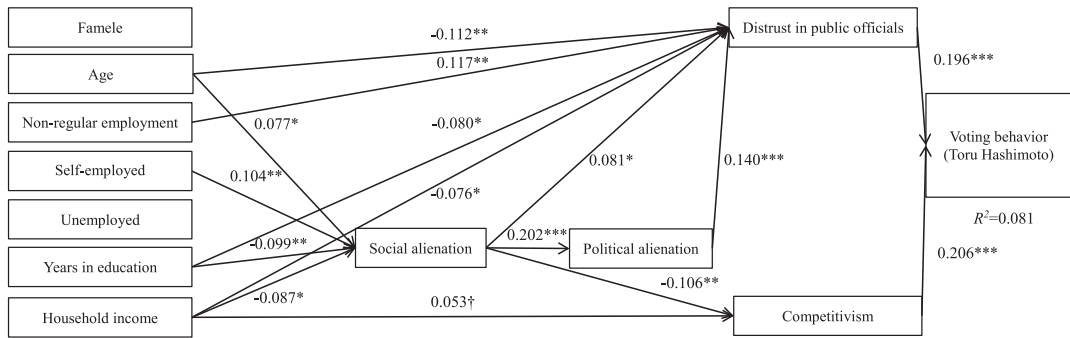 Famele
Distrust in public officials
-0.112**
0.196***
Age
0.117**
Non-regular employment
0.077*
-0.080*
Voting behavior
(Toru Hashimoto)
Self-employed
0.104**
0.081*
0.140***
-0.076*
Unemployed
R²=0.081
0.202***
-0.099**
Years in education
Social alienation
Political alienation
0.206***
-0.106**
-0.087*
0.053†
Household income
Competitivism